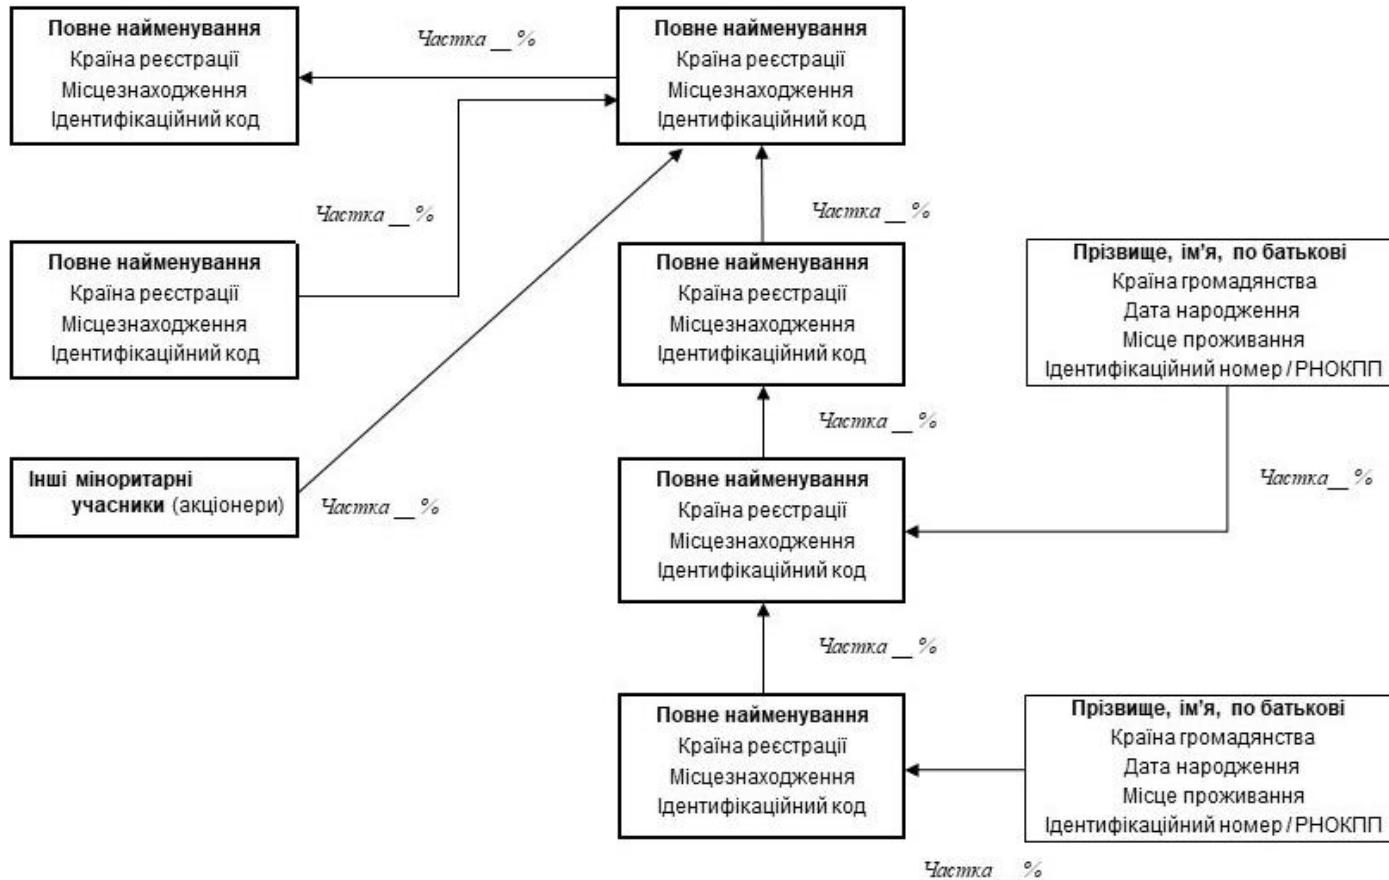 Повне найменування
Країна реєстрації
Місцезнаходження
Ідентифікаційний код
Частка __ %
Повне найменування
Країна реєстрації
Місцезнаходження
Ідентифікаційний код
Частка __ %
Частка __ %
Повне найменування
Країна реєстрації
Місцезнаходження
Ідентифікаційний код
Повне найменування
Країна реєстрації
Місцезнаходження
Ідентифікаційний код
Прізвище, ім'я, по батькові
Країна громадянства
Дата народження
Місце проживання
Ідентифікаційний номер / РНОКПП
Частка __ %
Інші міноритарні
учасники (акціонери)
Частка __ %
Повне найменування
Країна реєстрації
Місцезнаходження
Ідентифікаційний код
Частка__ %
Частка __ %
Повне найменування
Країна реєстрації
Місцезнаходження
Ідентифікаційний код
Прізвище, ім'я, по батькові
Країна громадянства
Дата народження
Місце проживання
Ідентифікаційний номер / РНОКПП
Частка __ %